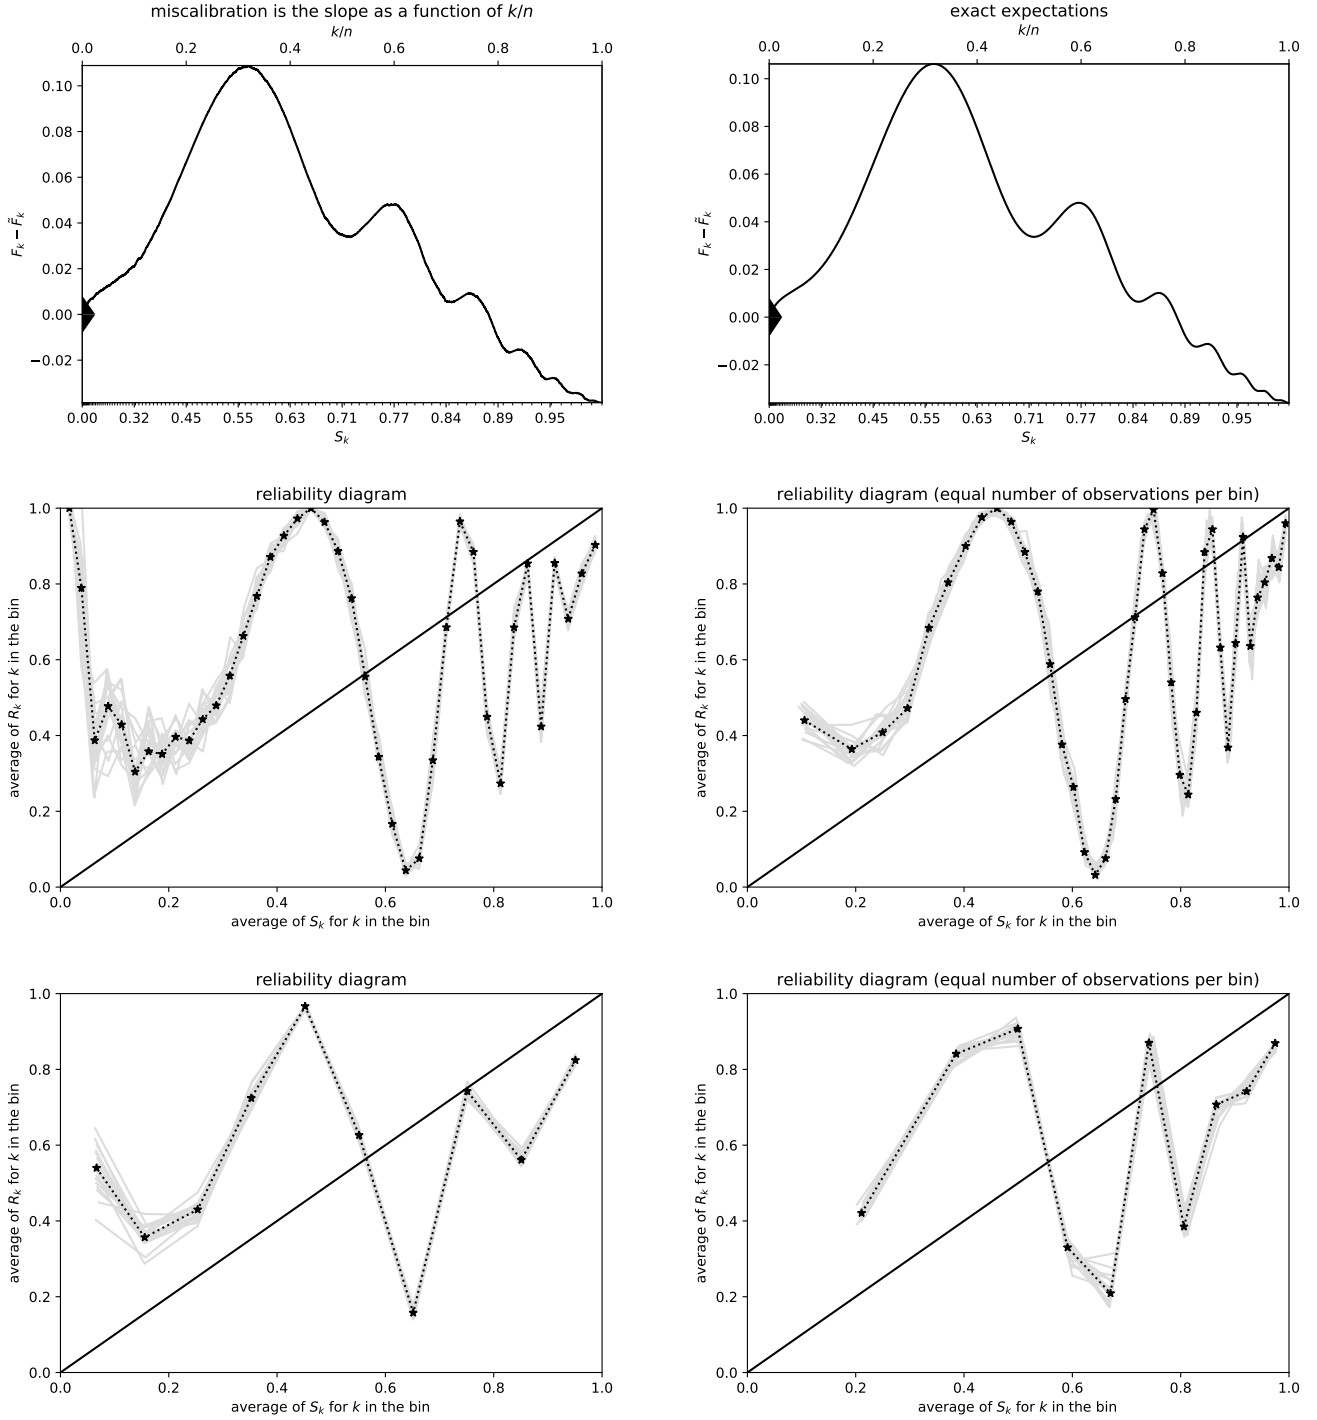 miscalibration is the slope as a function of k/n
k/n
0.0 0.2 0.4 0.6 0.8 1.0
0.10
0.08
0.06
0.04
0.02
0.00
−0.02
F_k − F̃_k
0.00 0.32 0.45 0.55 0.63 0.71 0.77 0.84 0.89 0.95
S_k
exact expectations
k/n
0.0 0.2 0.4 0.6 0.8 1.0
0.10
0.08
0.06
0.04
0.02
0.00
−0.02
F_k − F̃_k
0.00 0.32 0.45 0.55 0.63 0.71 0.77 0.84 0.89 0.95
S_k
reliability diagram
1.0
0.8
0.6
0.4
0.2
0.0
average of R_k for k in the bin
0.0 0.2 0.4 0.6 0.8 1.0
average of S_k for k in the bin
reliability diagram (equal number of observations per bin)
1.0
0.8
0.6
0.4
0.2
0.0
average of R_k for k in the bin
0.0 0.2 0.4 0.6 0.8 1.0
average of S_k for k in the bin
reliability diagram
1.0
0.8
0.6
0.4
0.2
0.0
average of R_k for k in the bin
0.0 0.2 0.4 0.6 0.8 1.0
average of S_k for k in the bin
reliability diagram (equal number of observations per bin)
1.0
0.8
0.6
0.4
0.2
0.0
average of R_k for k in the bin
0.0 0.2 0.4 0.6 0.8 1.0
average of S_k for k in the bin